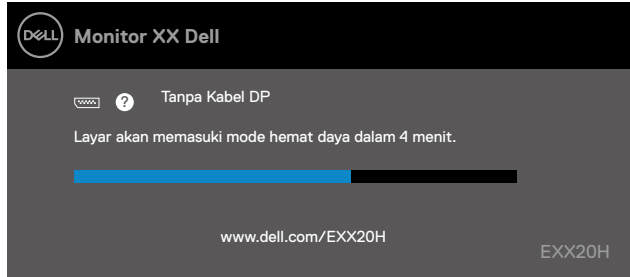 DELL Monitor XX Dell
? Tanpa Kabel DP
Layar akan memasuki mode hemat daya dalam 4 menit.
www.dell.com/EXX20H
EXX20H